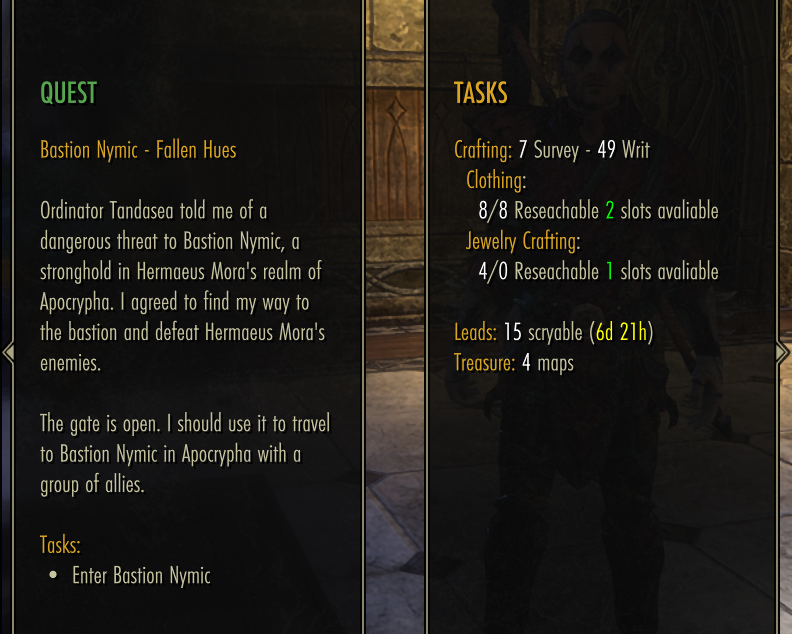 QUEST
Bastion Nymic - Fallen Hues
Ordinator Tandasea told me of a
dangerous threat to Bastion Nymic, a
stronghold in Hermaeus Mora's realm of
Apocrypha. I agreed to find my way to
the bastion and defeat Hermaeus Mora's
enemies.
The gate is open. I should use it to travel
to Bastion Nymic in Apocrypha with a
group of allies.
Tasks:
• Enter Bastion Nymic
TASKS
Crafting: 7 Survey - 49 Writ
Clothing:
8/8 Reseachable 2 slots avaliable
Jewelry Crafting:
4/0 Reseachable 1 slots avaliable
Leads: 15 scryable (6d 21h)
Treasure: 4 maps